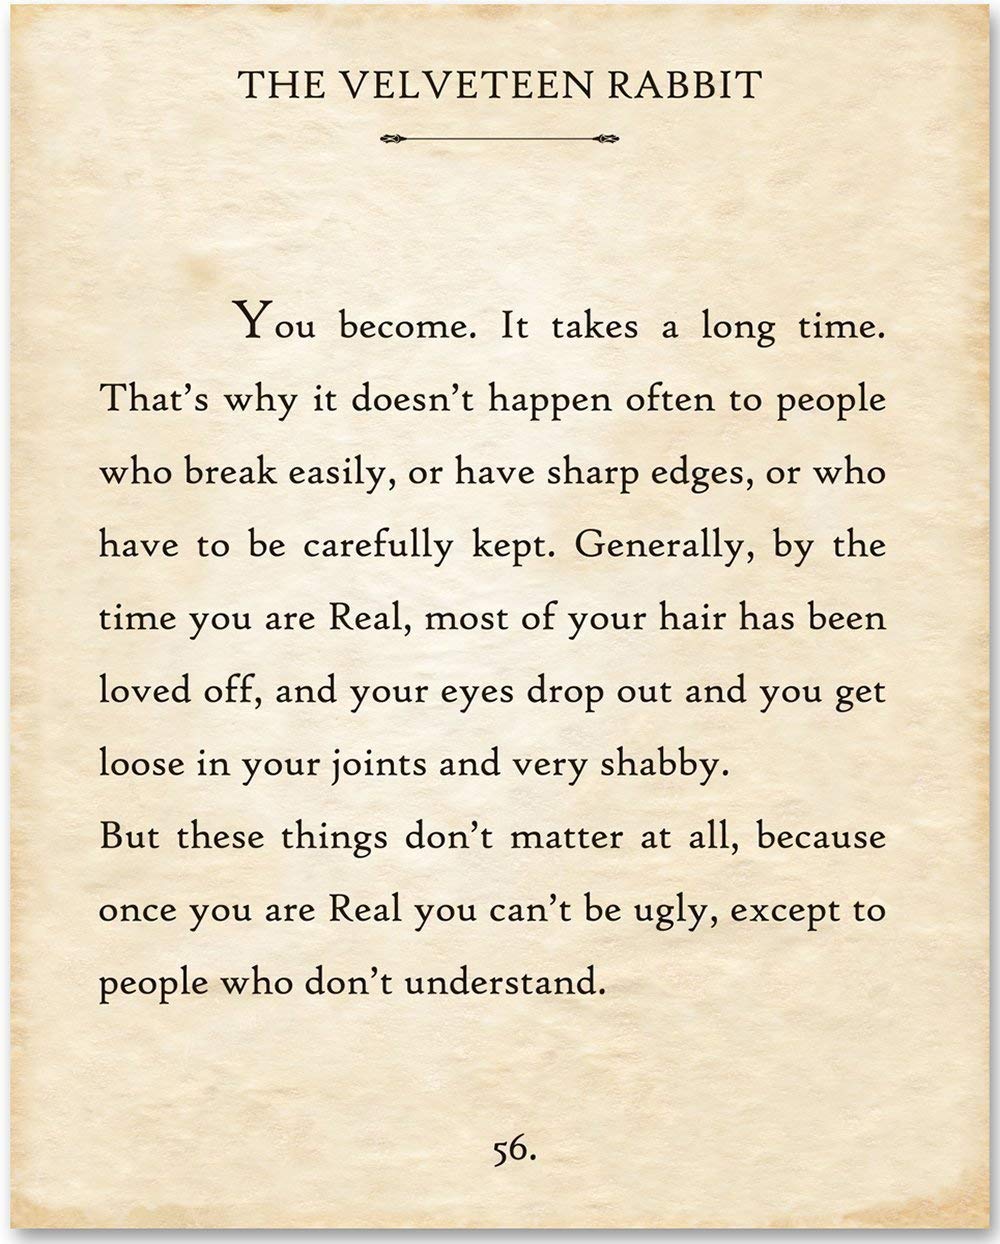 THE VELVETEEN RABBIT
You become. It takes a long time.
That’s why it doesn’t happen often to people
who break easily, or have sharp edges, or who
have to be carefully kept. Generally, by the
time you are Real, most of your hair has been
loved off, and your eyes drop out and you get
loose in your joints and very shabby.
But these things don’t matter at all, because
once you are Real you can’t be ugly, except to
people who don’t understand.
56.